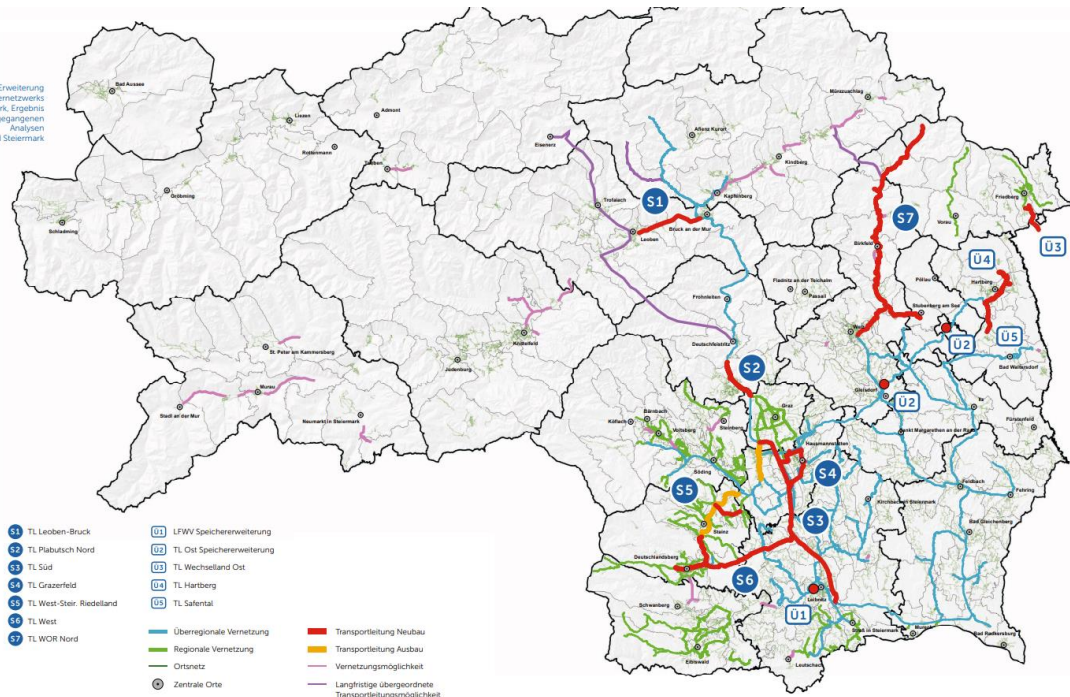 Erweiterung
ernetzwerks
rk, Ergebnis
gegangenen
Analysen
d Steiermark
Bad Aussee
Liezen
Rottenmann
Admont
Gröbming
Schladming
Eisenerz
Trofaiach
Leoben
Aflenz Kurort
Mürzzuschlag
Kindberg
Kapfenberg
Bruck an der Mur
S1
S7
Friedberg
Vorau
Ü3
Birkfeld
Pöllau
Ü4
Hartberg
Stubenberg am See
Fladnitz an der Teichalm
Passail
Frohnleiten
Deutschfeistritz
Weiz
Ü2
Ü5
Bad Waltersdorf
Knittelfeld
Judenburg
St. Peter am Kammersberg
Murau
Stadl an der Mur
Neumarkt in Steiermark
S2
Gleisdorf
Ü2
Ilz
Fürstenfeld
Bärnbach
Köflach
Voitsberg
Graz
Hausmannstätten
Söding
S4
Feldbach
Fehring
S5
Stainz
S3
Kirchbach in Steiermark
Bad Gleichenberg
Deutschlandsberg
S6
Schwanberg
Leibnitz
Ü1
Straß in Steiermark
Mureck
Bad Radkersburg
Eibiswald
Leutschach
S1 TL Leoben-Bruck
S2 TL Plabutsch Nord
S3 TL Süd
S4 TL Grazerfeld
S5 TL West-Steir. Riedelland
S6 TL West
S7 TL WOR Nord
Ü1 LFWV Speichererweiterung
Ü2 TL Ost Speichererweiterung
Ü3 TL Wechselland Ost
Ü4 TL Hartberg
Ü5 TL Safental
Überregionale Vernetzung
Regionale Vernetzung
Ortsnetz
Zentrale Orte
Transportleitung Neubau
Transportleitung Ausbau
Vernetzungsmöglichkeit
Langfristige übergeordnete
Transportleitungsmöglichkeit